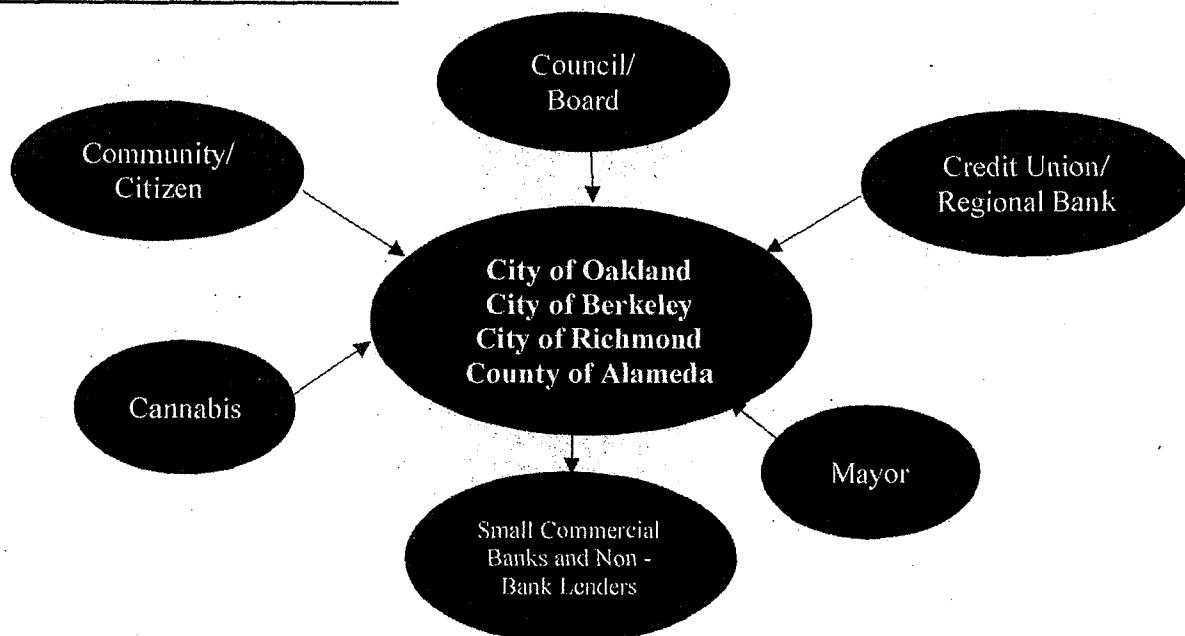 Council/
Board
Community/
Citizen
Credit Union/
Regional Bank
City of Oakland
City of Berkeley
City of Richmond
County of Alameda
Cannabis
Mayor
Small Commercial
Banks and Non -
Bank Lenders